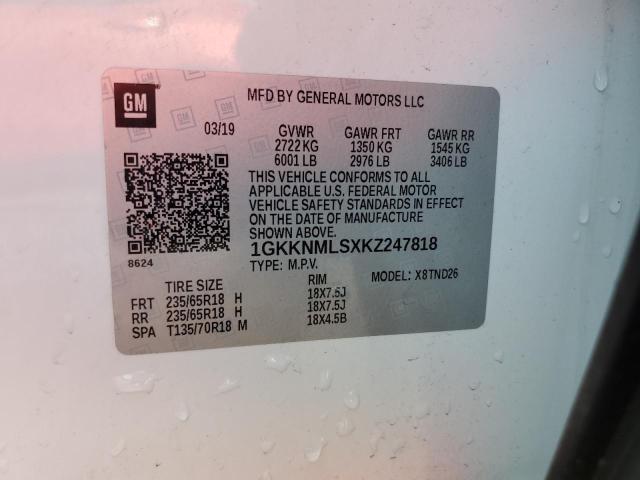 GM
MFD BY GENERAL MOTORS LLC
03/19 GVWR GAWR FRT GAWR RR
2722 KG 1350 KG 1545 KG
6001 LB 2976 LB 3406 LB
THIS VEHICLE CONFORMS TO ALL
APPLICABLE U.S. FEDERAL MOTOR
VEHICLE SAFETY STANDARDS IN EFFECT
ON THE DATE OF MANUFACTURE
SHOWN ABOVE.
8624
1GKKNMLSXKZ247818
TYPE: M.P.V. MODEL: X8TND26
TIRE SIZE RIM
FRT 235/65R18 H 18X7.5J
RR 235/65R18 H 18X7.5J
SPA T135/70R18 M 18X4.5B